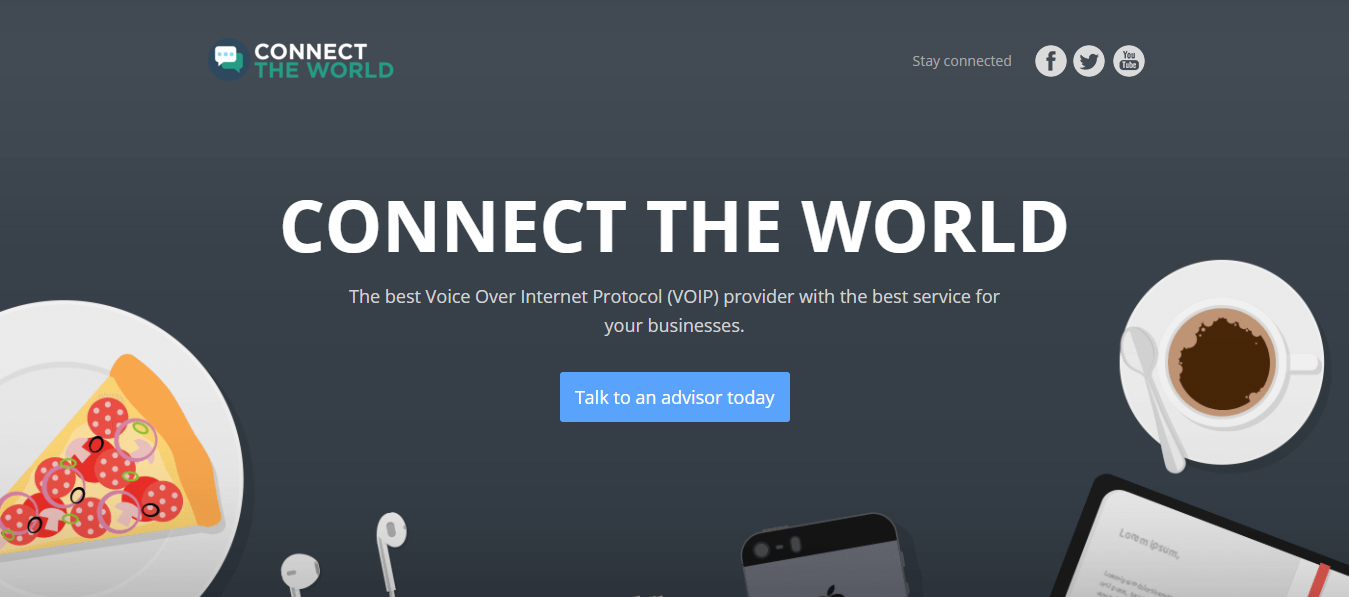 CONNECT
THE WORLD
Stay connected
You
Tube
CONNECT THE WORLD
The best Voice Over Internet Protocol (VOIP) provider with the best service for
your businesses.
Talk to an advisor today
Lorem ipsum,